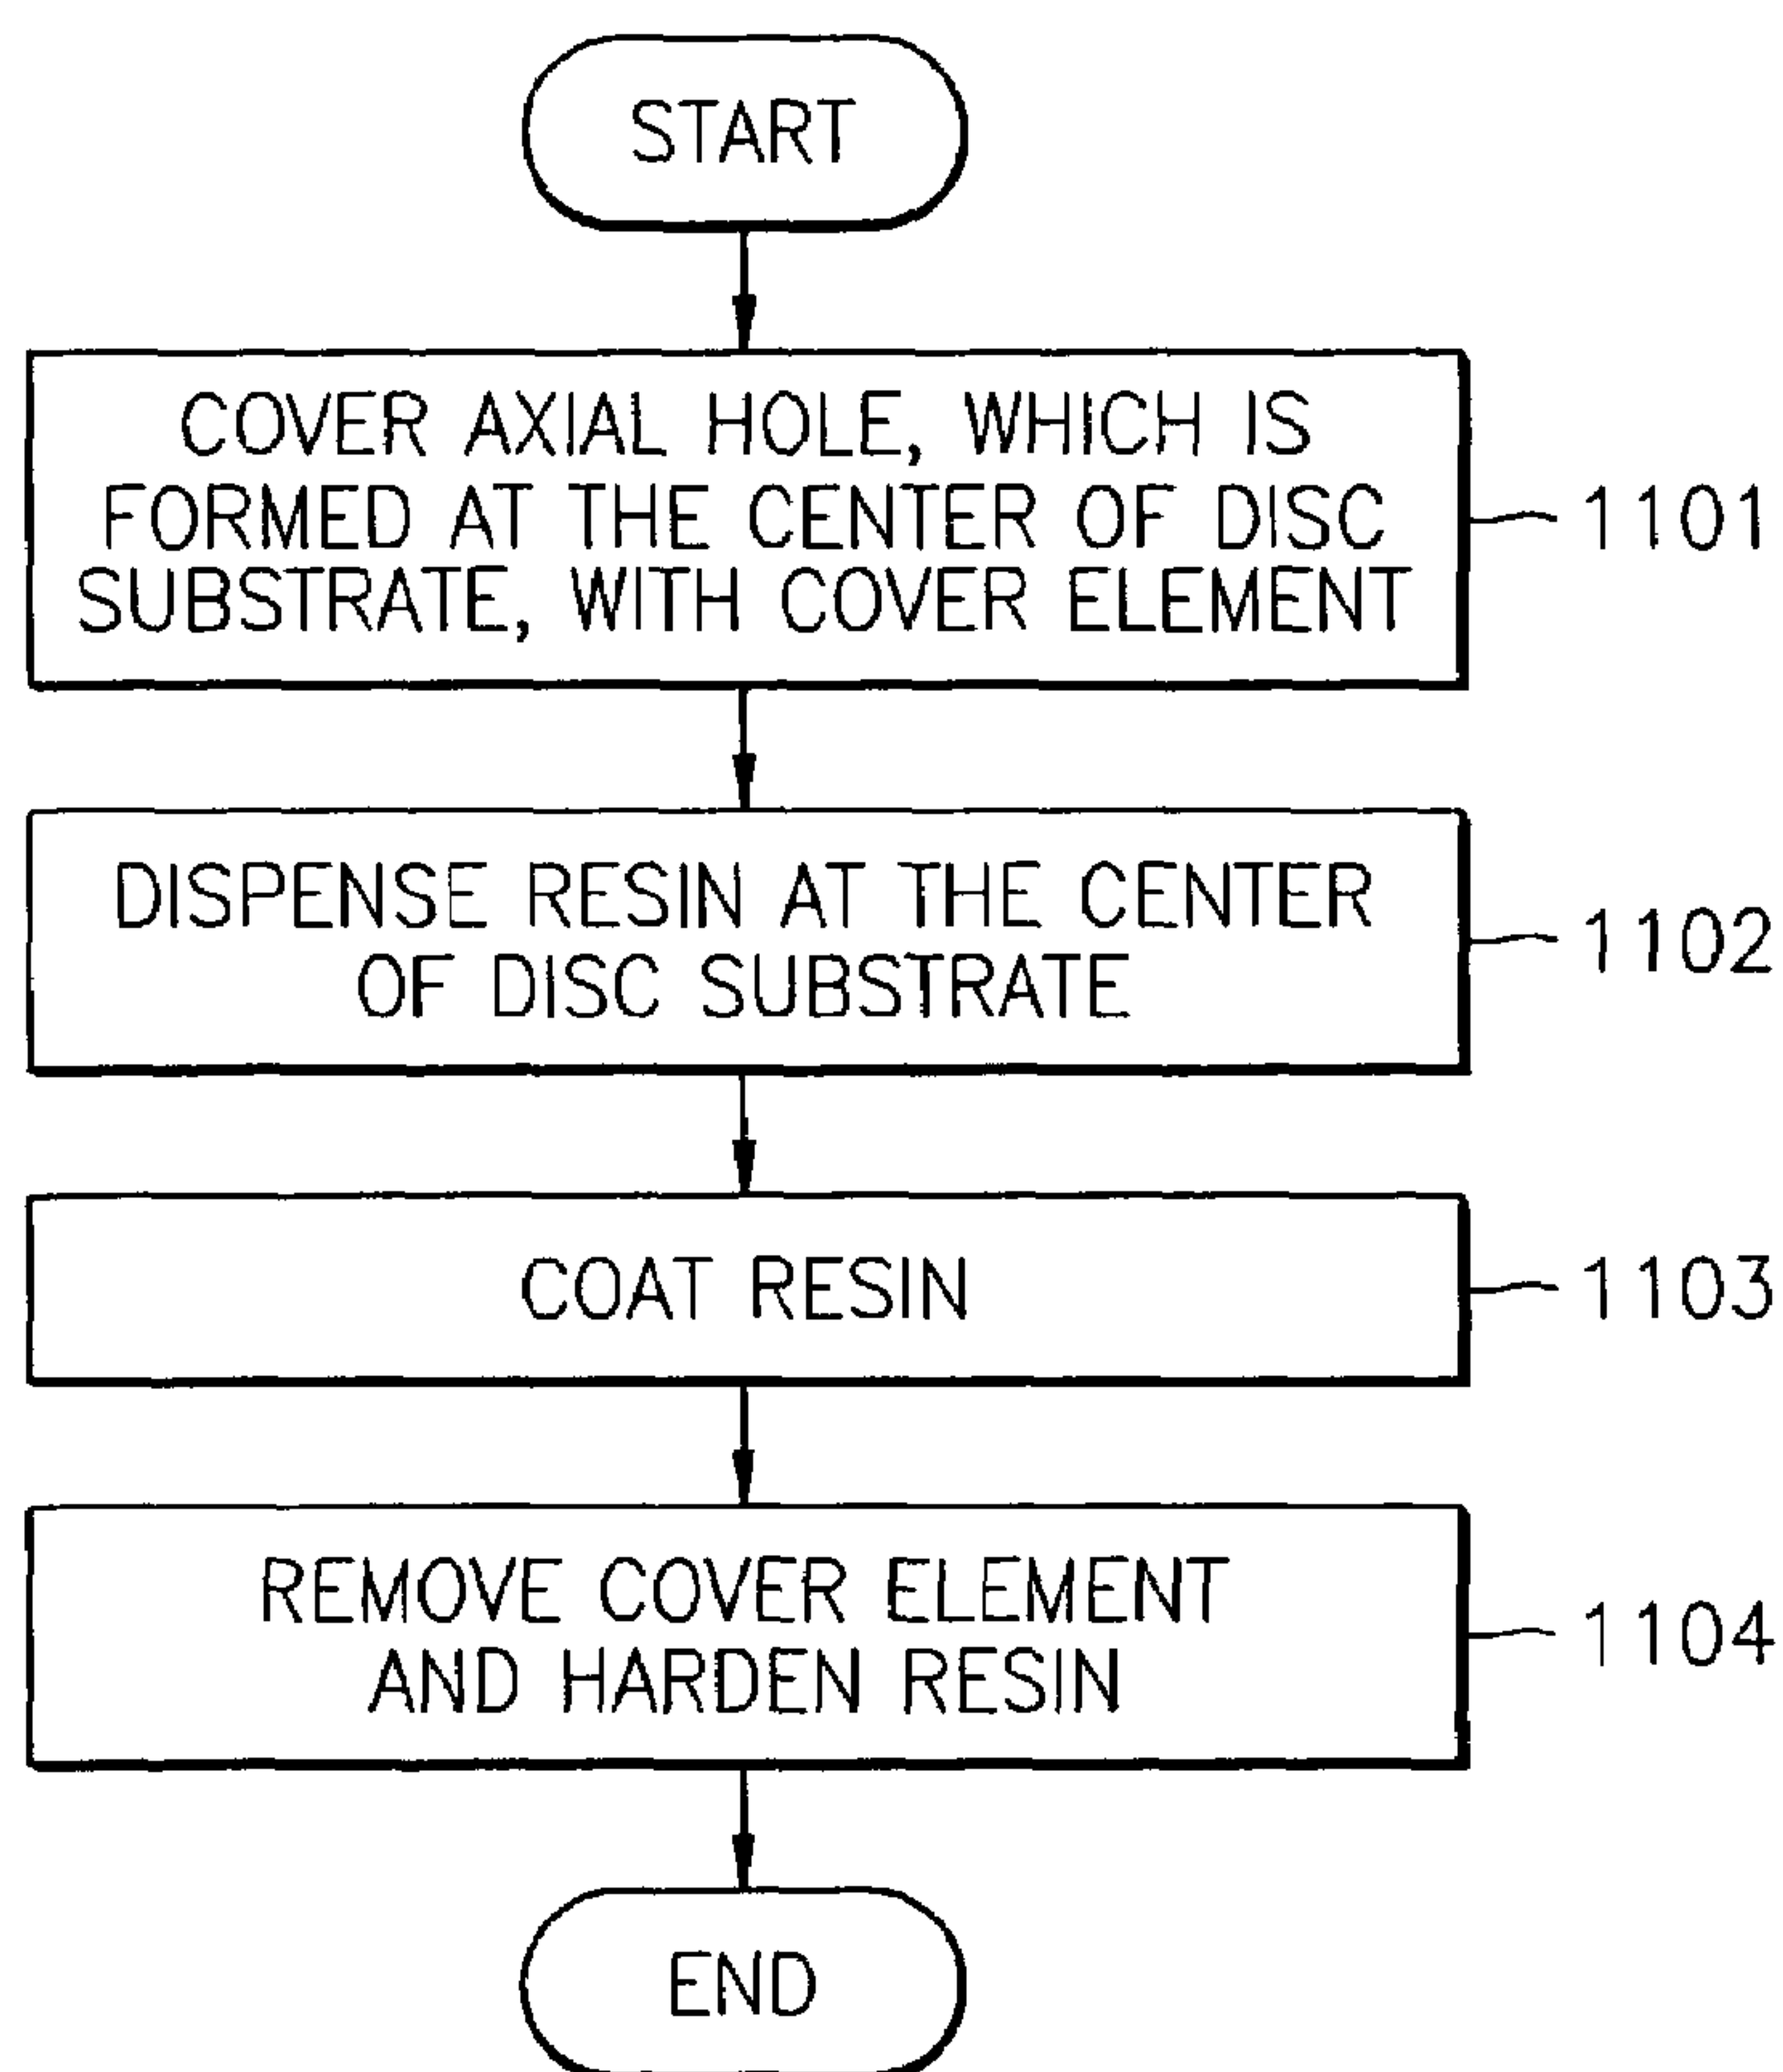 START
COVER AXIAL HOLE, WHICH IS
FORMED AT THE CENTER OF DISC
SUBSTRATE, WITH COVER ELEMENT
1101
DISPENSE RESIN AT THE CENTER
OF DISC SUBSTRATE
1102
COAT RESIN
1103
REMOVE COVER ELEMENT
AND HARDEN RESIN
1104
END